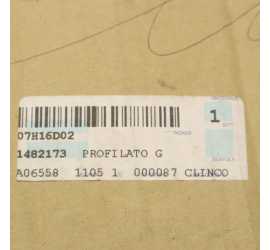 1
07H16D02
1482173 PROFILATO G
A06558 1105 1 000087 CLINCO